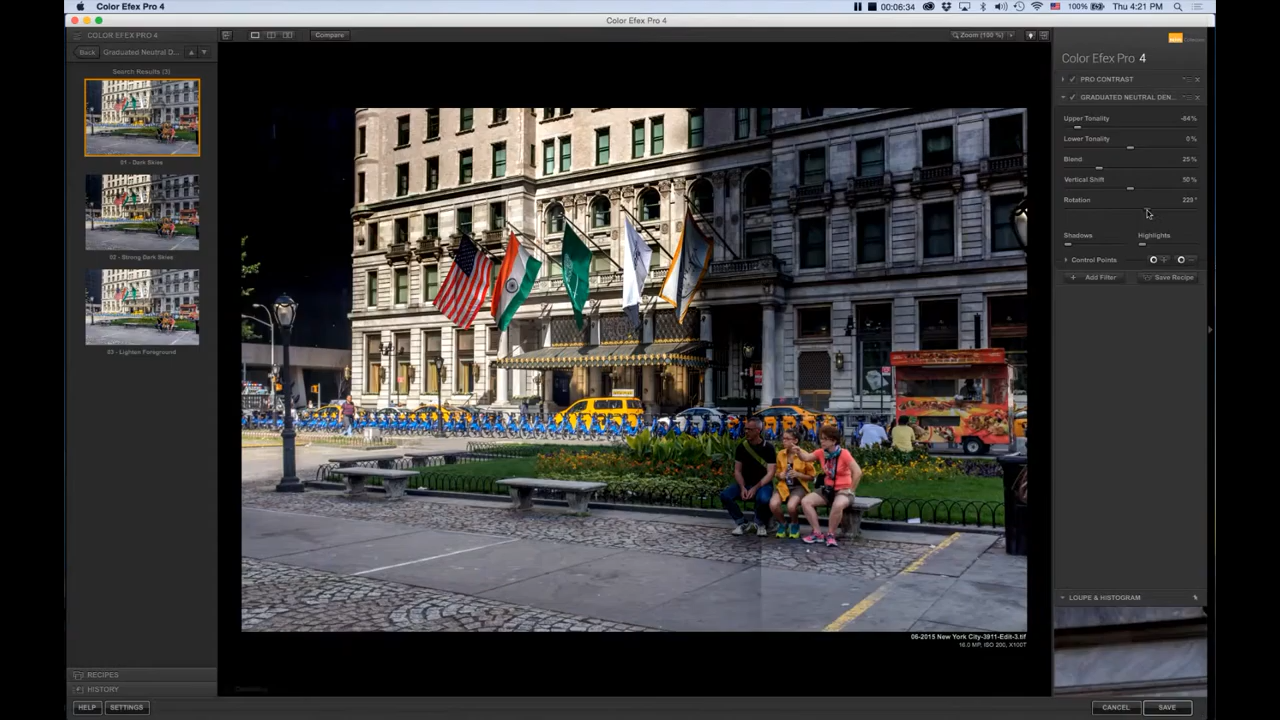 Color Efex Pro 4
00:06:34
100%
Thu 4:21 PM
Color Efex Pro 4
COLOR EFEX PRO 4
Compare
Zoom (100 %)
Back
Graduated Neutral D...
Search Results (3)
01 - Dark Skies
02 - Strong Dark Skies
03 - Lighten Foreground
Color Efex Pro 4
PRO CONTRAST
GRADUATED NEUTRAL DEN...
Upper Tonality -84%
Lower Tonality 0%
Blend 25%
Vertical Shift 50%
Rotation 229°
Shadows Highlights
Control Points
Add Filter Save Recipe
LOUPE & HISTOGRAM
06-2015 New York City-3911-Edit-3.tif
16.0 MP, ISO 200, X100T
RECIPES
HISTORY
HELP SETTINGS
CANCEL SAVE